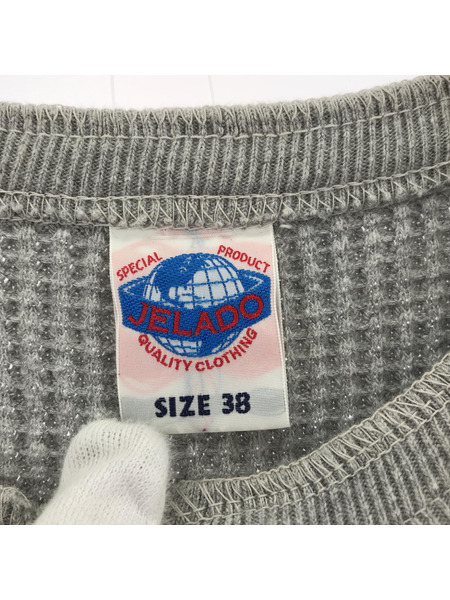 SPECIAL PRODUCT
JELADO
QUALITY CLOTHING
SIZE 38